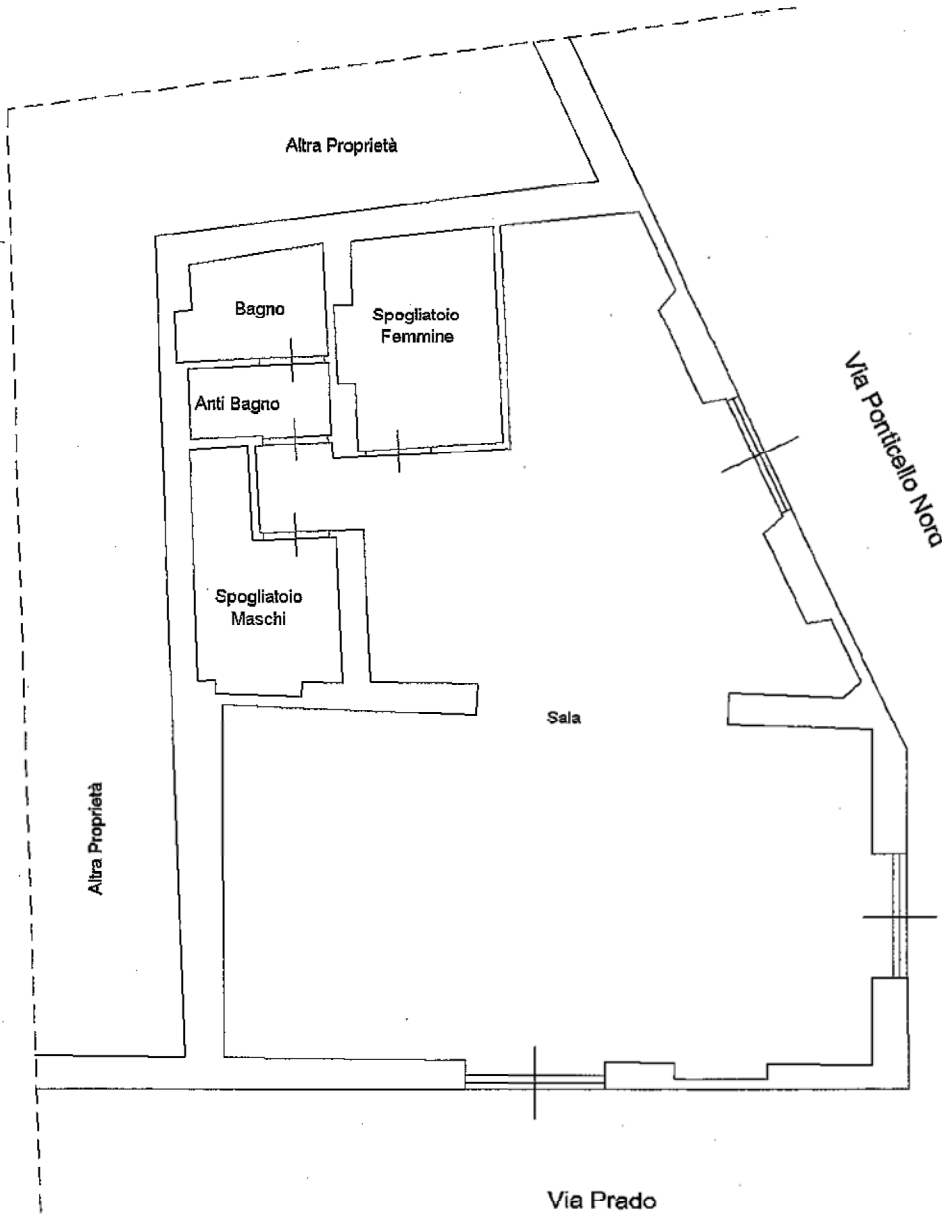 Altra Proprietà
Bagno
Spogliatoio
Femmine
Anti Bagno
Via Ponticello Nord
Spogliatoio
Maschi
Sala
Altra Proprietà
Via Prado